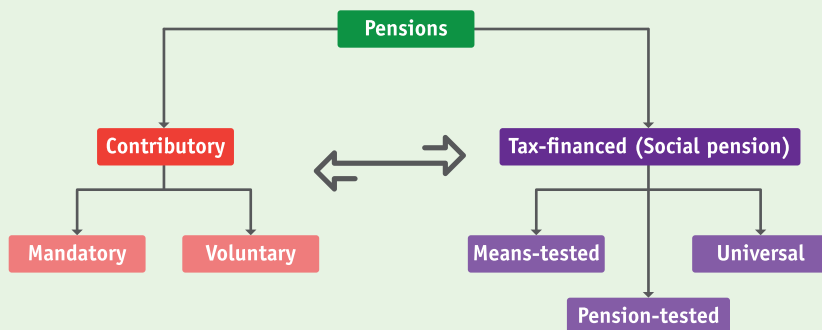 Pensions
Contributory
Tax-financed (Social pension)
Mandatory
Voluntary
Means-tested
Universal
Pension-tested